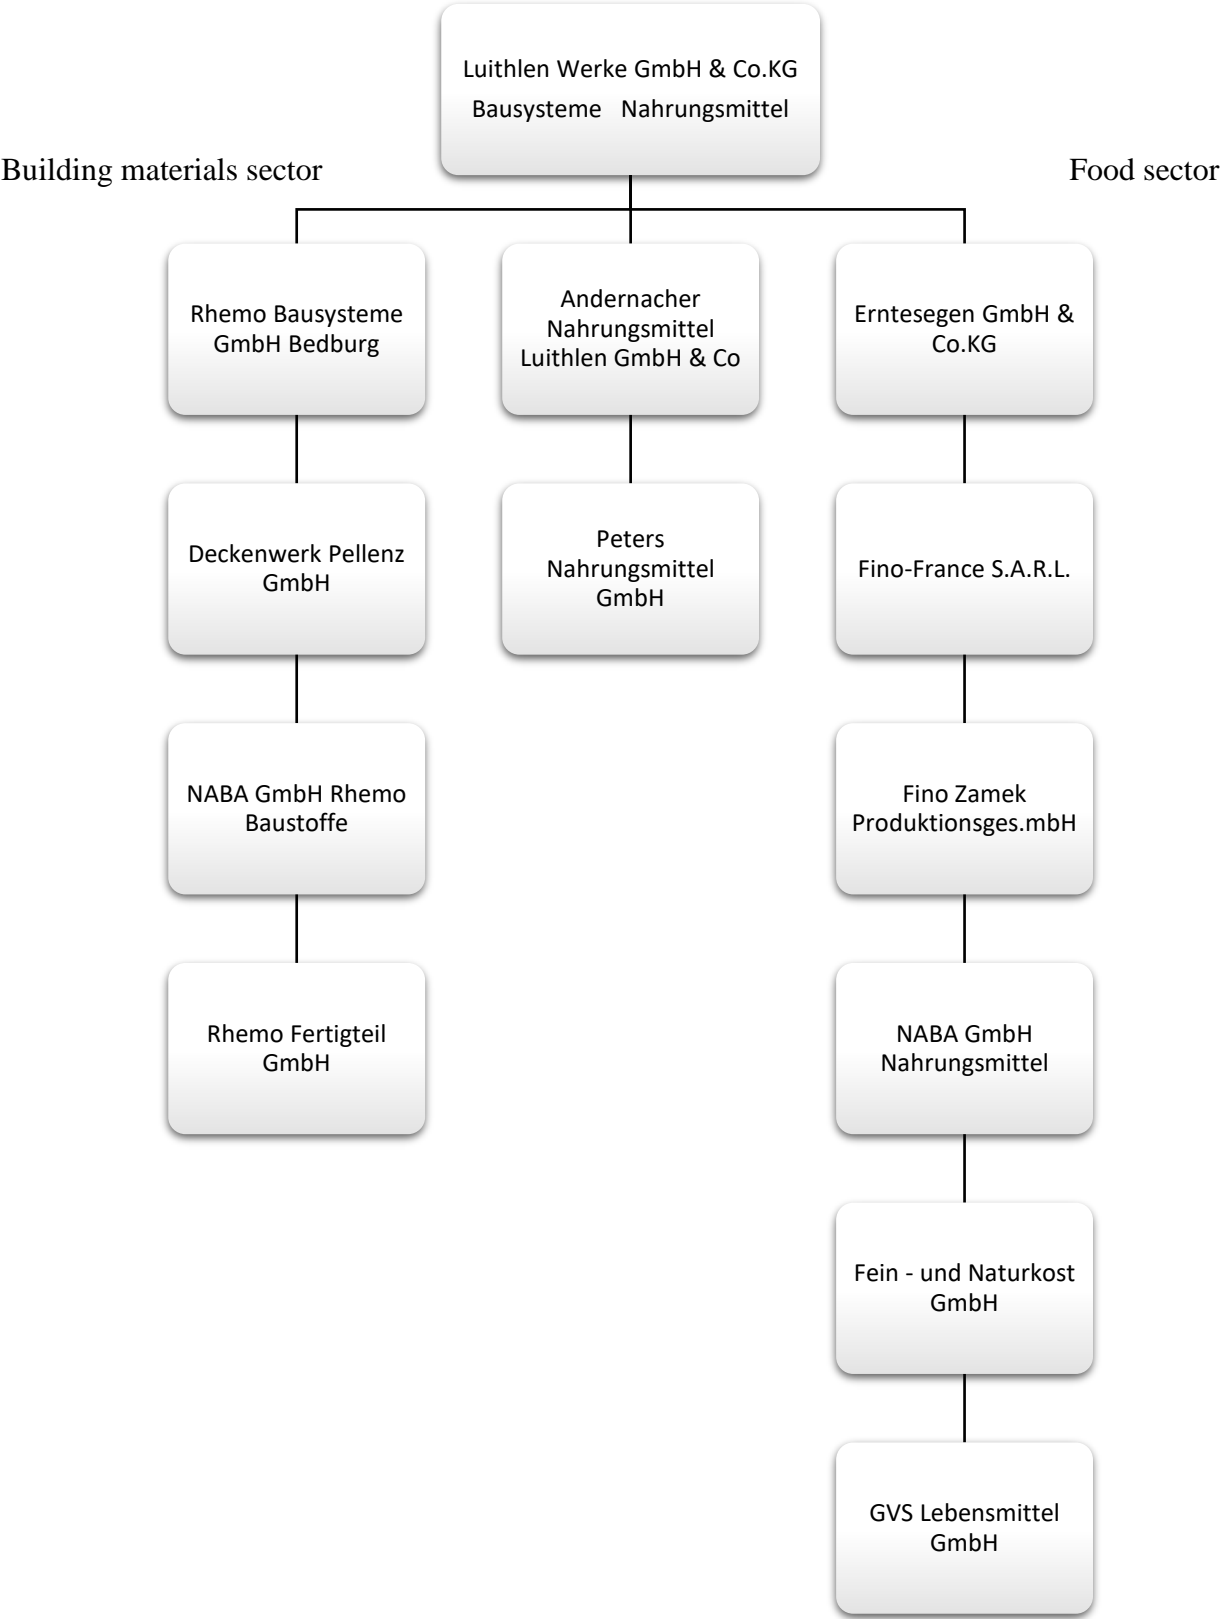 Luithlen Werke GmbH & Co.KG
Bausysteme Nahrungsmittel
Building materials sector
Food sector
Rhemo Bausysteme
GmbH Bedburg
Andernacher
Nahrungsmittel
Luithlen GmbH & Co
Erntesegen GmbH &
Co.KG
Deckenwerk Pellenz
GmbH
Peters
Nahrungsmittel
GmbH
Fino-France S.A.R.L.
NABA GmbH Rhemo
Baustoffe
Fino Zamek
Produktionsges.mbH
Rhemo Fertigteil
GmbH
NABA GmbH
Nahrungsmittel
Fein - und Naturkost
GmbH
GVS Lebensmittel
GmbH